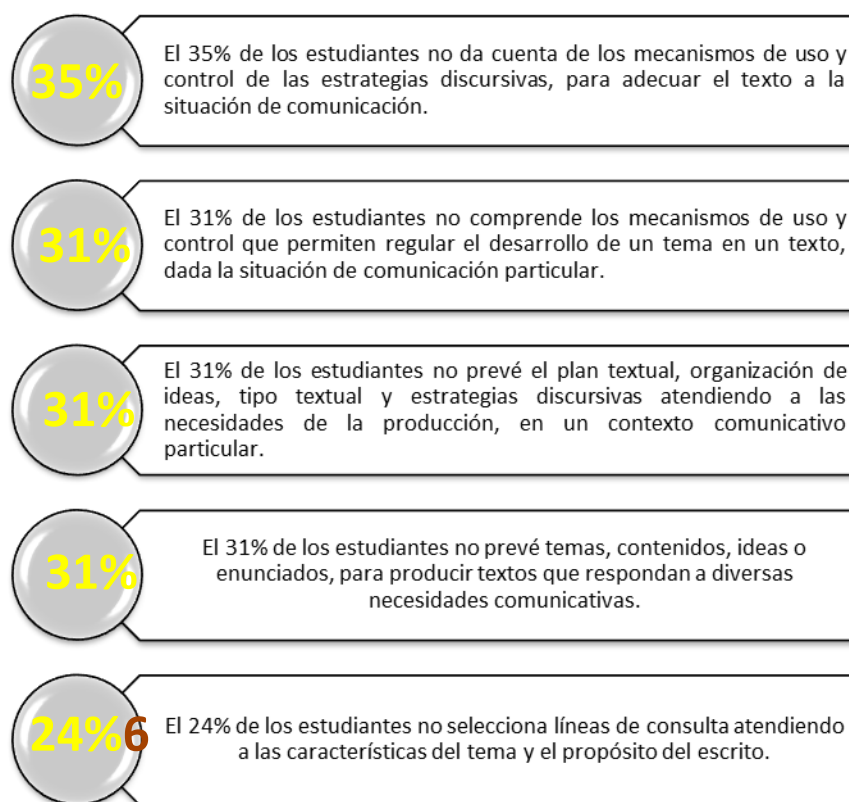 35%
El 35% de los estudiantes no da cuenta de los mecanismos de uso y
control de las estrategias discursivas, para adecuar el texto a la
situación de comunicación.
31%
El 31% de los estudiantes no comprende los mecanismos de uso y
control que permiten regular el desarrollo de un tema en un texto,
dada la situación de comunicación particular.
31%
El 31% de los estudiantes no prevé el plan textual, organización de
ideas, tipo textual y estrategias discursivas atendiendo a las
necesidades de la producción, en un contexto comunicativo
particular.
31%
El 31% de los estudiantes no prevé temas, contenidos, ideas o
enunciados, para producir textos que respondan a diversas
necesidades comunicativas.
24%6
El 24% de los estudiantes no selecciona líneas de consulta atendiendo
a las características del tema y el propósito del escrito.